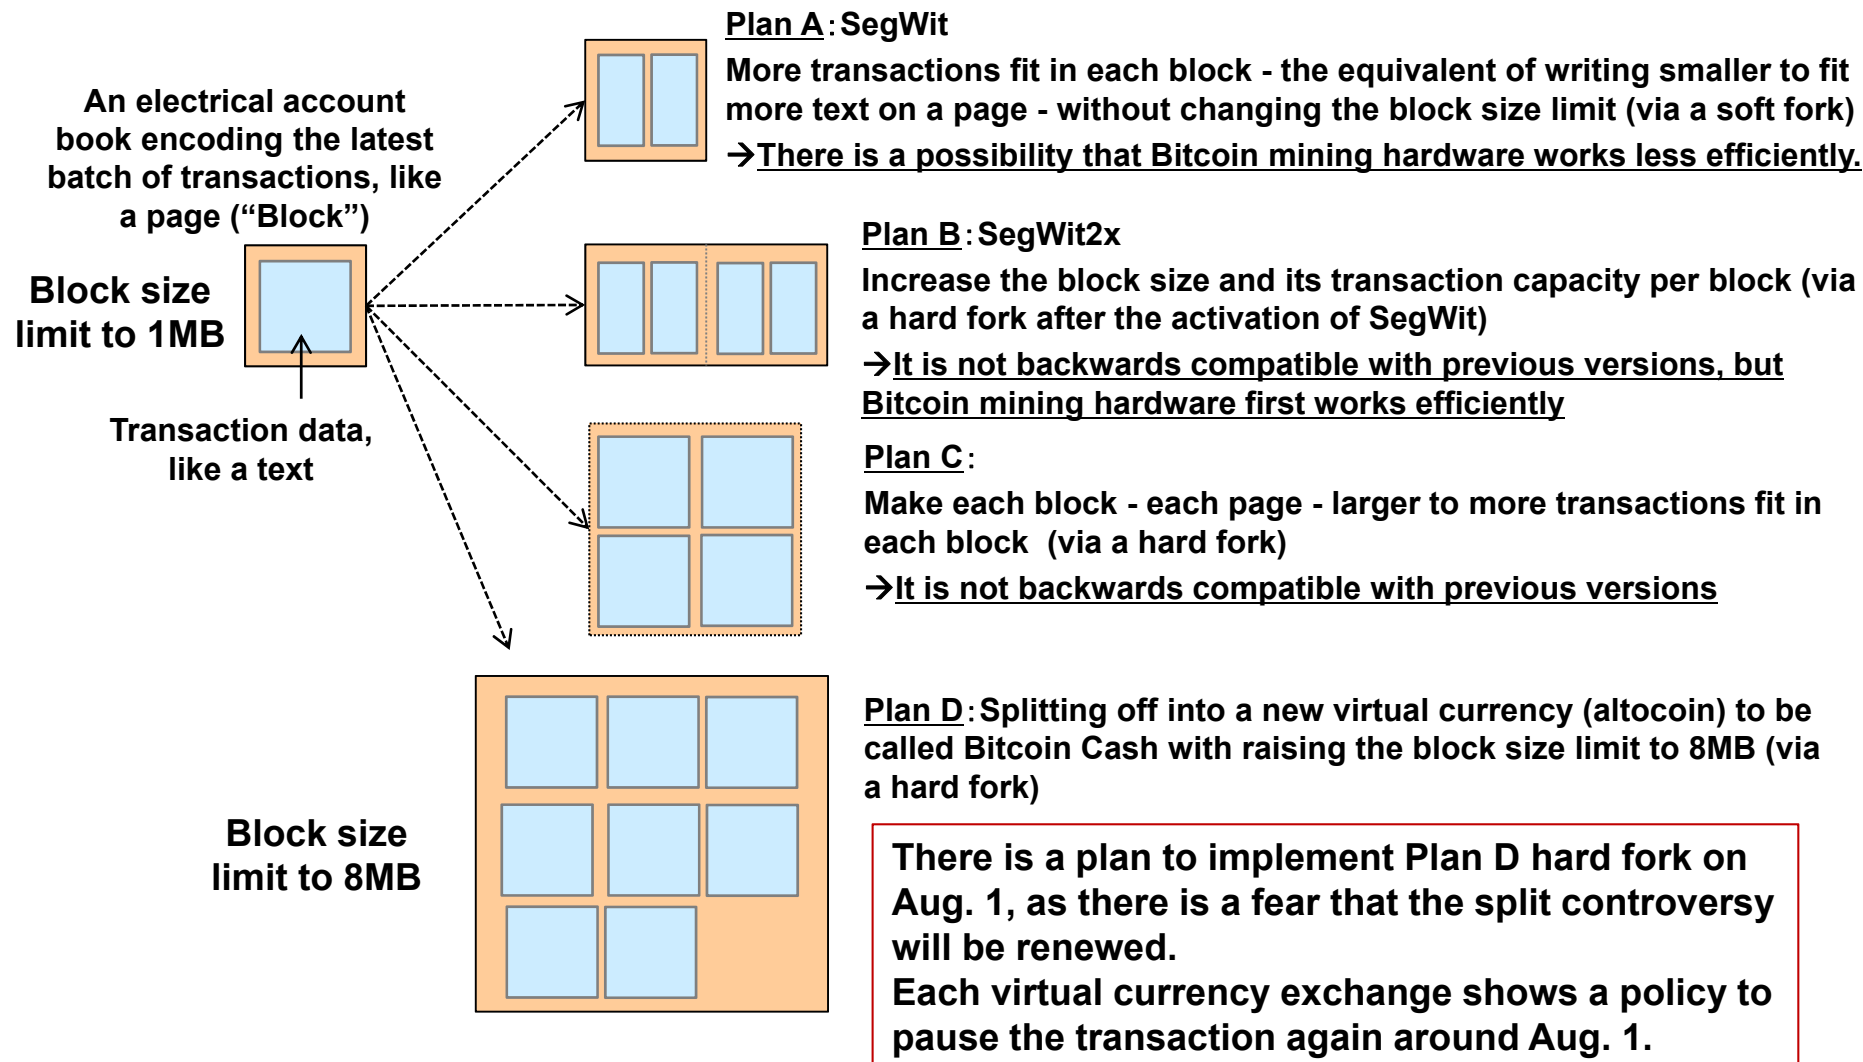 An electrical account
book encoding the latest
batch of transactions, like
a page (“Block”)
Block size
limit to 1MB
Transaction data,
like a text
Plan A：SegWit
More transactions fit in each block - the equivalent of writing smaller to fit
more text on a page - without changing the block size limit (via a soft fork)
→There is a possibility that Bitcoin mining hardware works less efficiently.
Plan B：SegWit2x
Increase the block size and its transaction capacity per block (via
a hard fork after the activation of SegWit)
→It is not backwards compatible with previous versions, but
Bitcoin mining hardware first works efficiently
Plan C：
Make each block - each page - larger to more transactions fit in
each block  (via a hard fork)
→It is not backwards compatible with previous versions
Block size
limit to 8MB
Plan D：Splitting off into a new virtual currency (altocoin) to be
called Bitcoin Cash with raising the block size limit to 8MB (via
a hard fork)
There is a plan to implement Plan D hard fork on
Aug. 1, as there is a fear that the split controversy
will be renewed.
Each virtual currency exchange shows a policy to
pause the transaction again around Aug. 1.